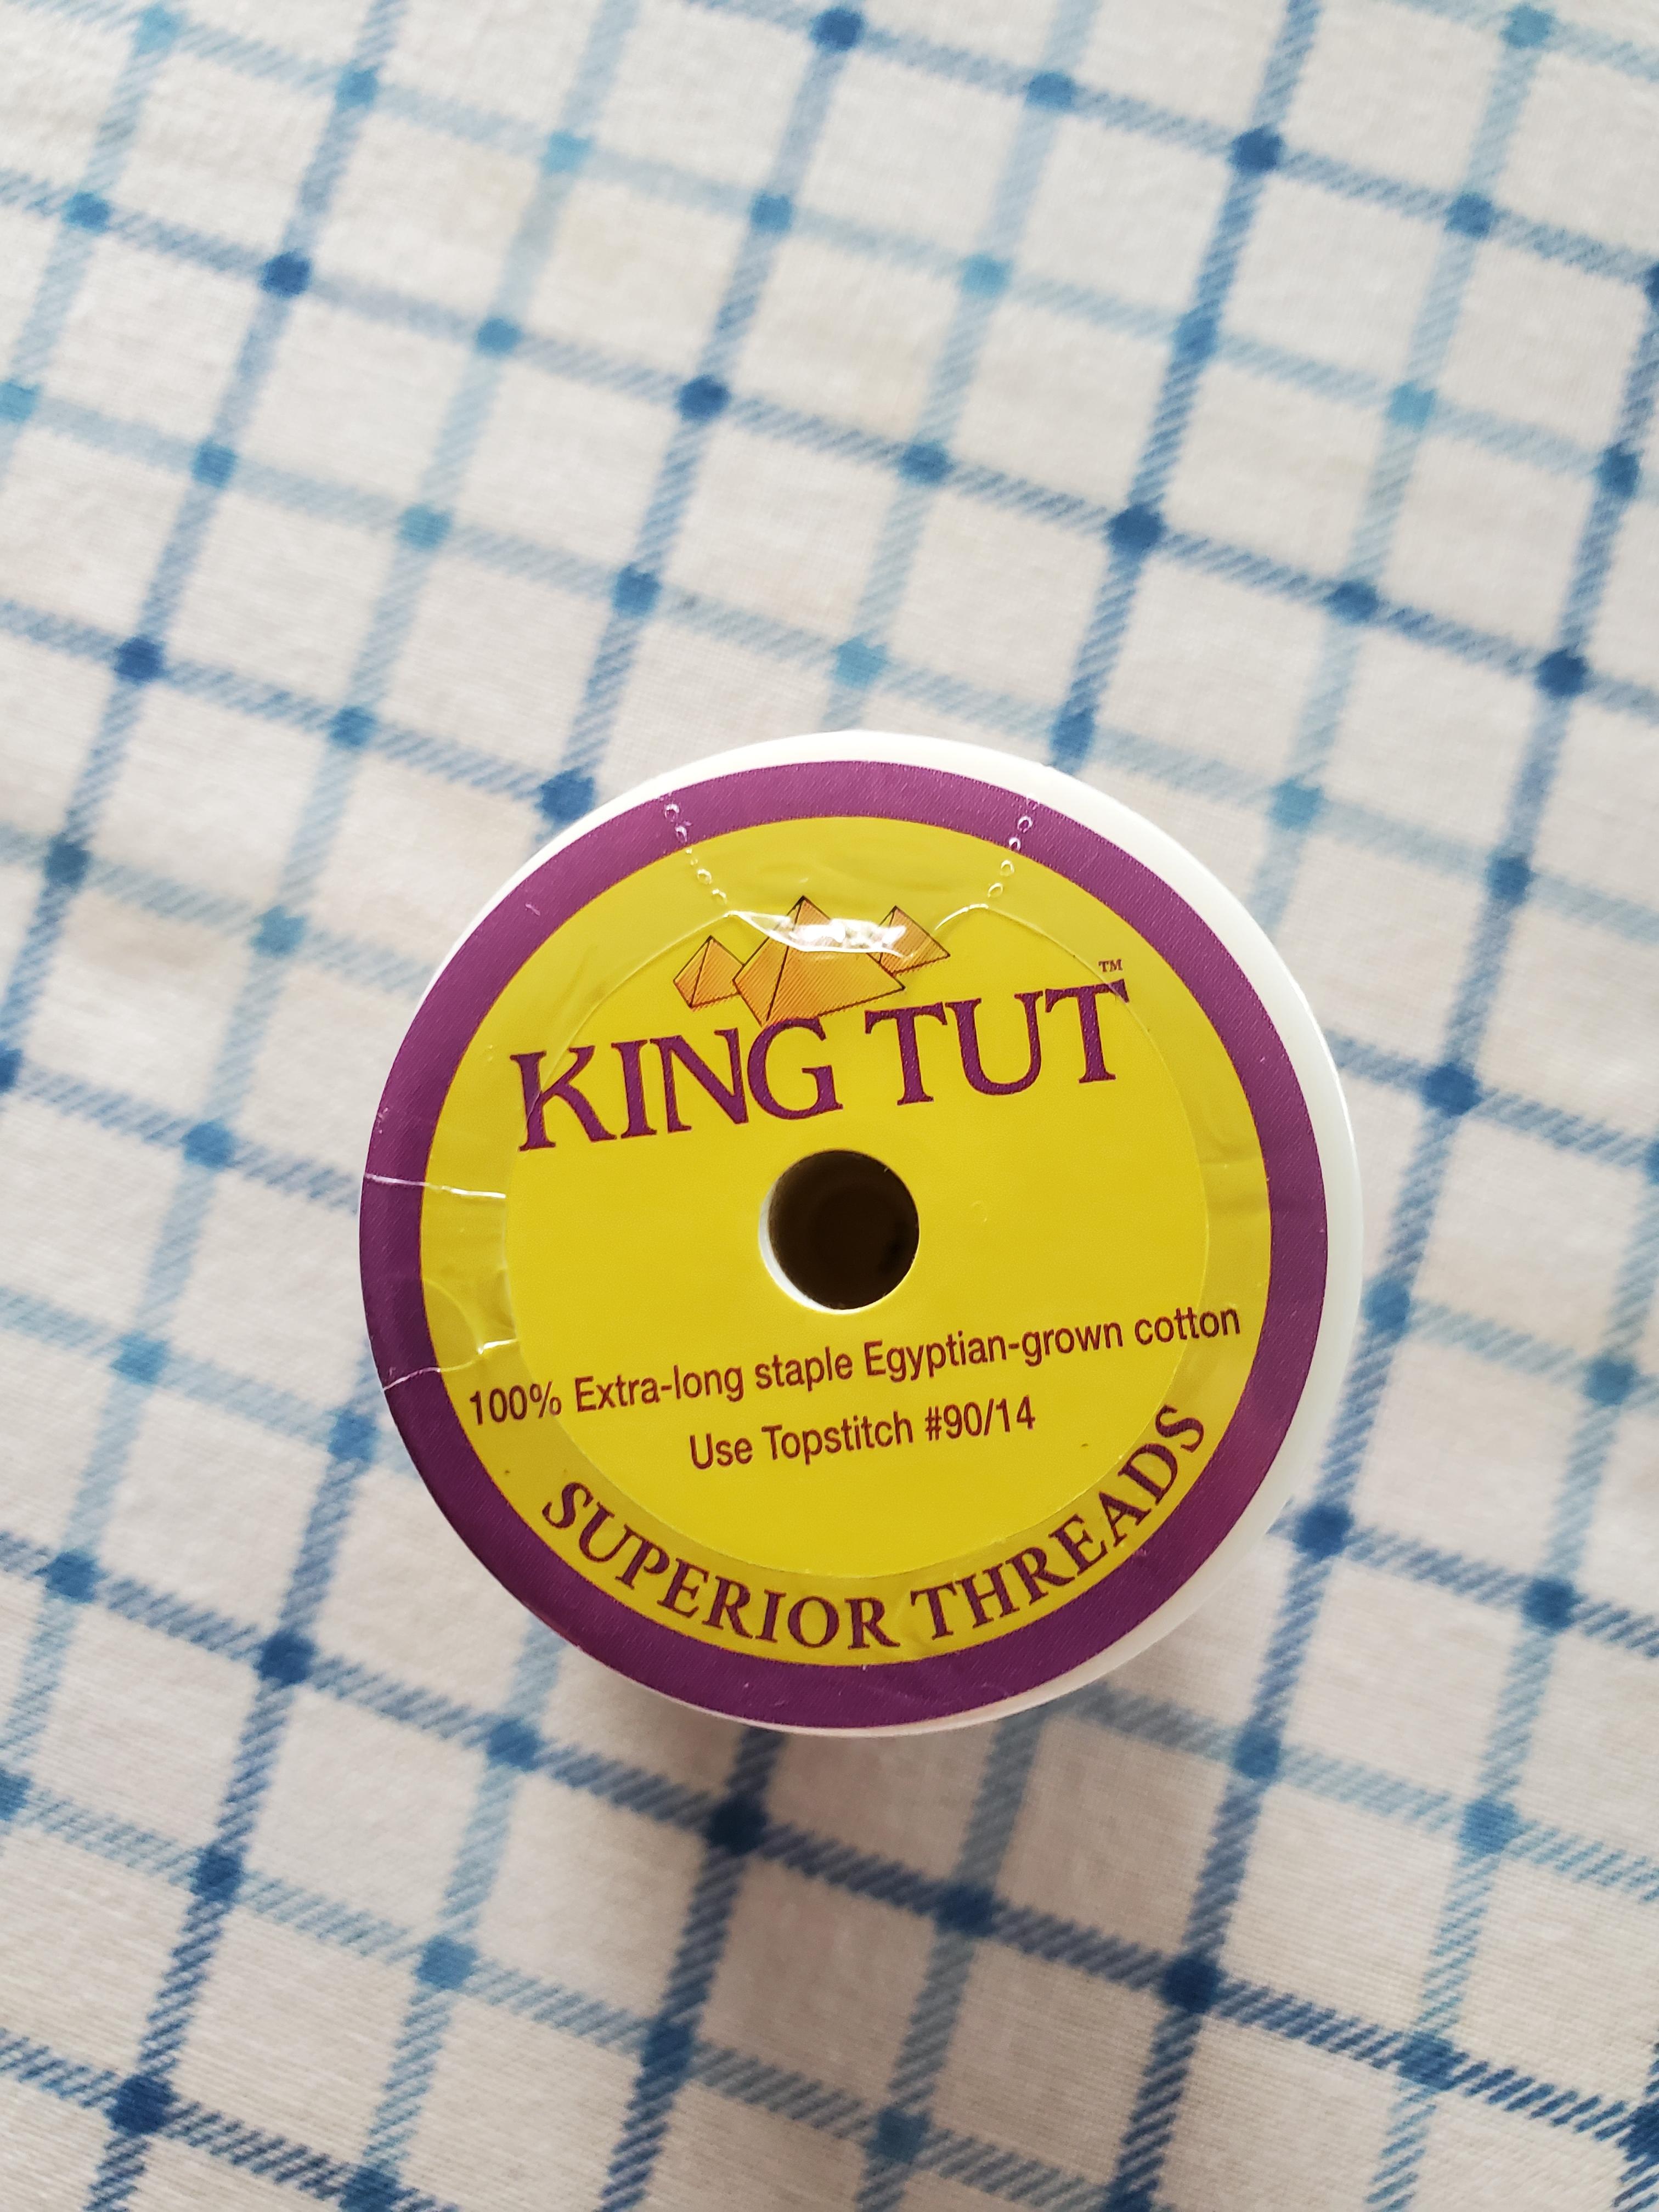 KING TUT™
100% Extra-long staple Egyptian-grown cotton
Use Topstitch #90/14
SUPERIOR THREADS